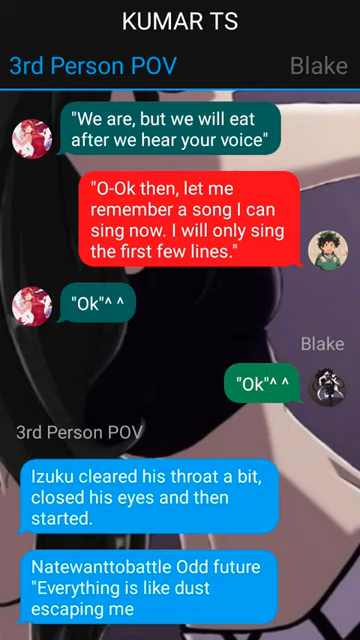 KUMAR TS
3rd Person POV
Blake
"We are, but we will eat
after we hear your voice"
"O-Ok then, let me
remember a song I can
sing now. I will only sing
the first few lines."
"Ok"^ ^
Blake
"Ok"^ ^
3rd Person POV
Izuku cleared his throat a bit,
closed his eyes and then
started.
Natewanttobattle Odd future
"Everything is like dust
escaping me